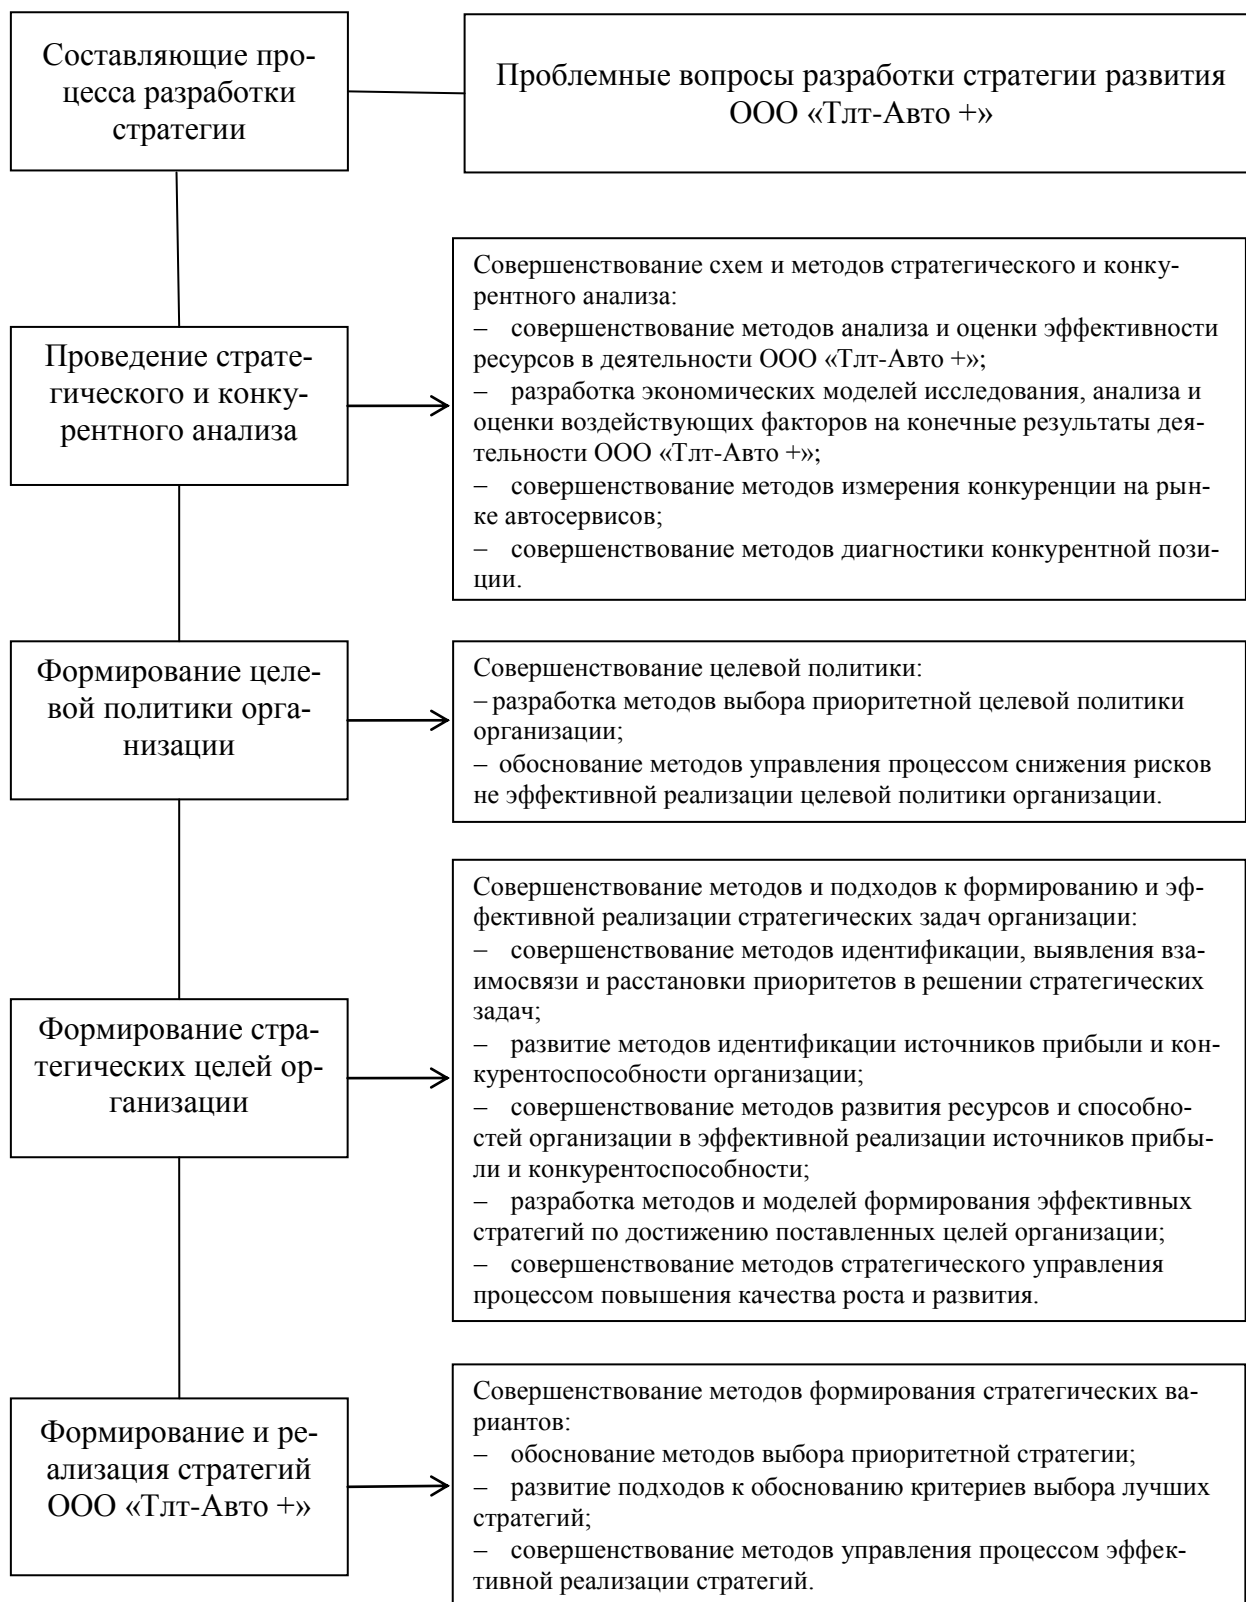 Составляющие про-
цесса разработки
стратегии
Проблемные вопросы разработки стратегии развития
ООО «Тлт-Авто +»
Проведение страте-
гического и конку-
рентного анализа
Совершенствование схем и методов стратегического и конку-
рентного анализа:
– совершенствование методов анализа и оценки эффективности
ресурсов в деятельности ООО «Тлт-Авто +»;
– разработка экономических моделей исследования, анализа и
оценки воздействующих факторов на конечные результаты дея-
тельности ООО «Тлт-Авто +»;
– совершенствование методов измерения конкуренции на рын-
ке автосервисов;
– совершенствование методов диагностики конкурентной пози-
ции.
Формирование целе-
вой политики орга-
низации
Совершенствование целевой политики:
– разработка методов выбора приоритетной целевой политики
организации;
– обоснование методов управления процессом снижения рисков
не эффективной реализации целевой политики организации.
Формирование стра-
тегических целей ор-
ганизации
Совершенствование методов и подходов к формированию и эф-
фективной реализации стратегических задач организации:
– совершенствование методов идентификации, выявления вза-
имосвязи и расстановки приоритетов в решении стратегических
задач;
– развитие методов идентификации источников прибыли и кон-
курентоспособности организации;
– совершенствование методов развития ресурсов и способно-
стей организации в эффективной реализации источников прибы-
ли и конкурентоспособности;
– разработка методов и моделей формирования эффективных
стратегий по достижению поставленных целей организации;
– совершенствование методов стратегического управления
процессом повышения качества роста и развития.
Формирование и ре-
ализация стратегий
ООО «Тлт-Авто +»
Совершенствование методов формирования стратегических ва-
риантов:
– обоснование методов выбора приоритетной стратегии;
– развитие подходов к обоснованию критериев выбора лучших
стратегий;
– совершенствование методов управления процессом эффек-
тивной реализации стратегий.